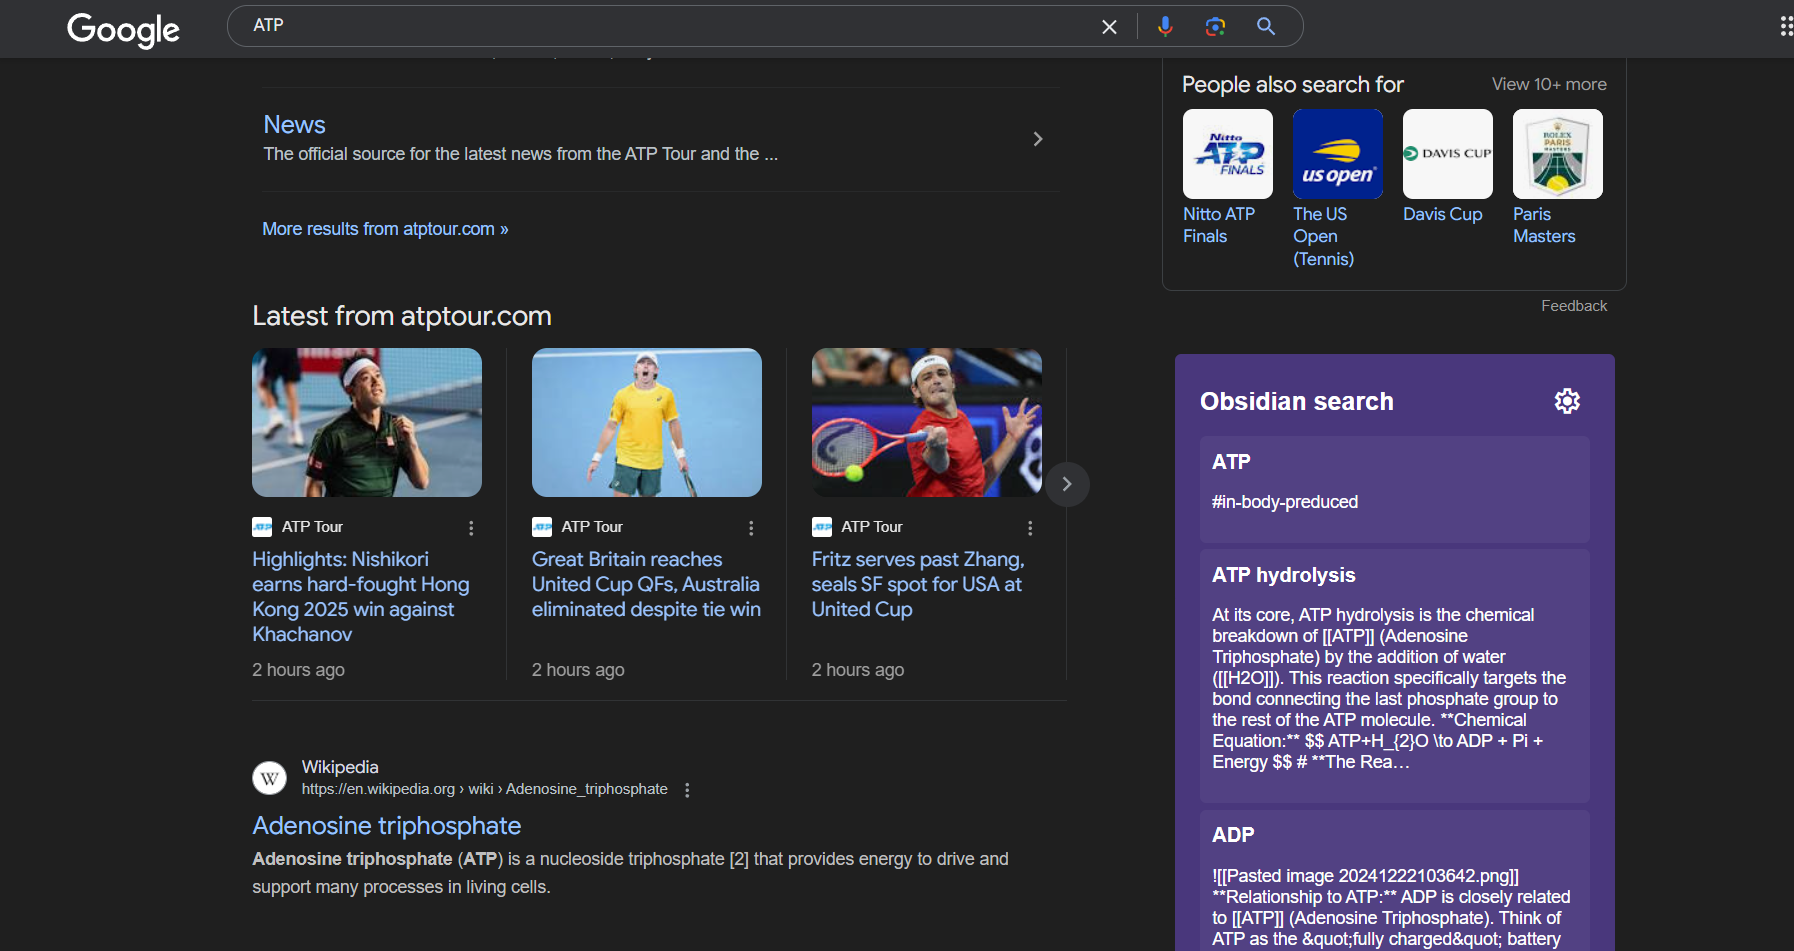 Google
ATP
News
The official source for the latest news from the ATP Tour and the ...
More results from atptour.com »
Latest from atptour.com
ATP Tour
Highlights: Nishikori
earns hard-fought Hong
Kong 2025 win against
Khachanov
2 hours ago
ATP Tour
Great Britain reaches
United Cup QFs, Australia
eliminated despite tie win
2 hours ago
ATP Tour
Fritz serves past Zhang,
seals SF spot for USA at
United Cup
2 hours ago
W
Wikipedia
https://en.wikipedia.org › wiki › Adenosine_triphosphate
Adenosine triphosphate
Adenosine triphosphate (ATP) is a nucleoside triphosphate [2] that provides energy to drive and
support many processes in living cells.
People also search for
View 10+ more
Nitto
ATP
FINALS
us open
DAVIS CUP
ROLEX
PARIS
MASTERS
Nitto ATP
Finals
The US
Open
(Tennis)
Davis Cup
Paris
Masters
Feedback
Obsidian search
ATP
#in-body-preduced
ATP hydrolysis
At its core, ATP hydrolysis is the chemical
breakdown of [[ATP]] (Adenosine
Triphosphate) by the addition of water
([[H2O]]). This reaction specifically targets the
bond connecting the last phosphate group to
the rest of the ATP molecule. **Chemical
Equation:** $$ ATP+H_{2}O \to ADP + Pi +
Energy $$ # **The Rea…
ADP
![[Pasted image 20241222103642.png]]
**Relationship to ATP:** ADP is closely related
to [[ATP]] (Adenosine Triphosphate). Think of
ATP as the &quot;fully charged&quot; battery